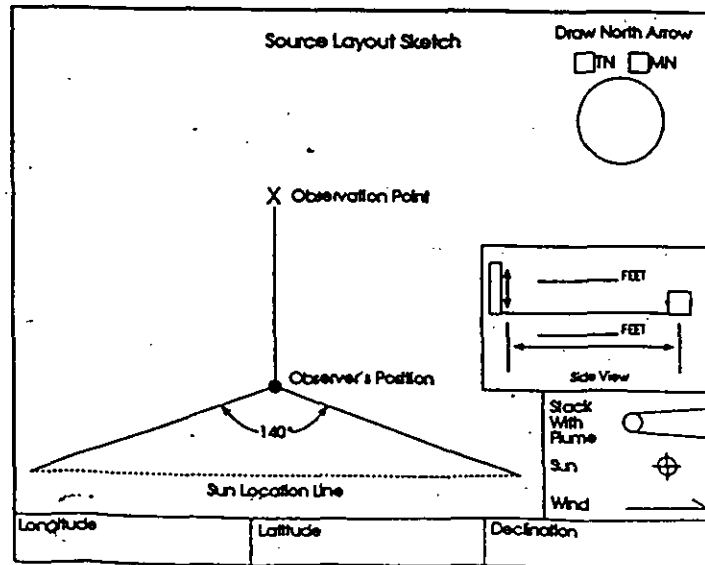 Source Layout Sketch
Draw North Arrow
TN MN
X Observation Point
FEET
FEET
Side View
Observer's Position
140°
Sun Location Line
Stack
With
Plume
Sun
Wind
Longitude
Latitude
Declination